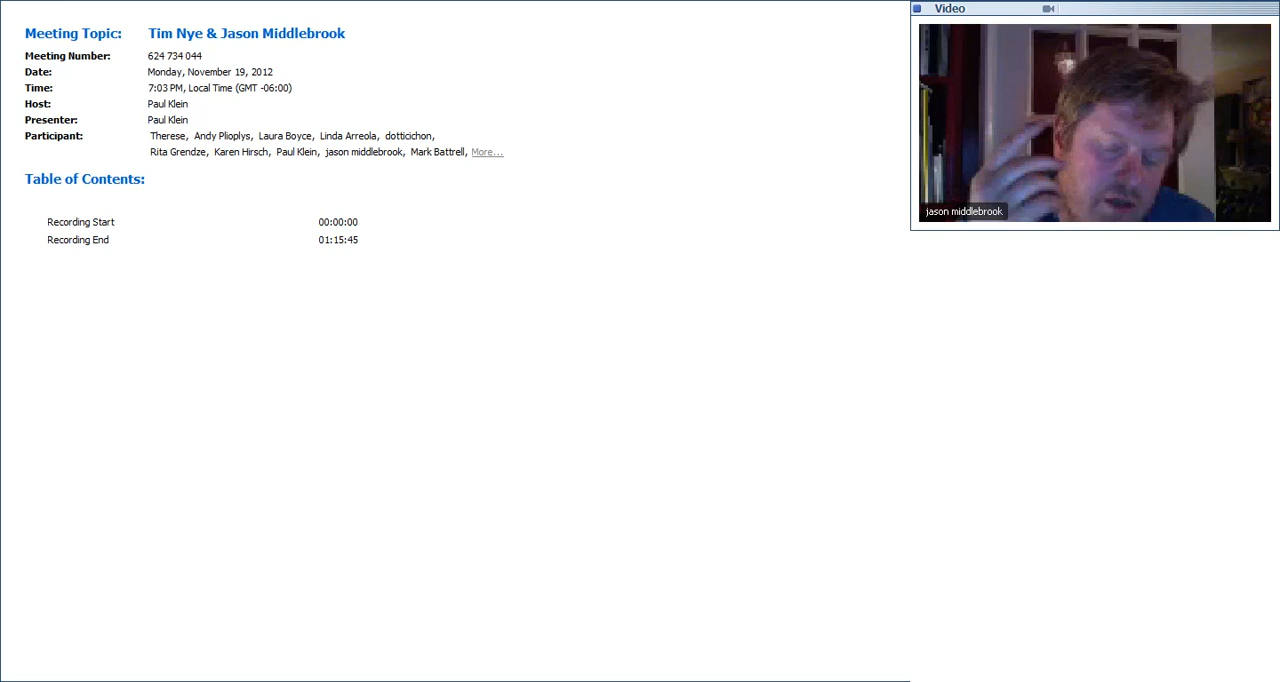 Meeting Topic: Tim Nye & Jason Middlebrook
Meeting Number: 624 734 044
Date: Monday, November 19, 2012
Time: 7:03 PM, Local Time (GMT -06:00)
Host: Paul Klein
Presenter: Paul Klein
Participant: Therese, Andy Plioplys, Laura Boyce, Linda Arreola, dotticichon,
Rita Grendze, Karen Hirsch, Paul Klein, jason middlebrook, Mark Battrell, More...
Table of Contents:
Recording Start 00:00:00
Recording End 01:15:45
Video
jason middlebrook